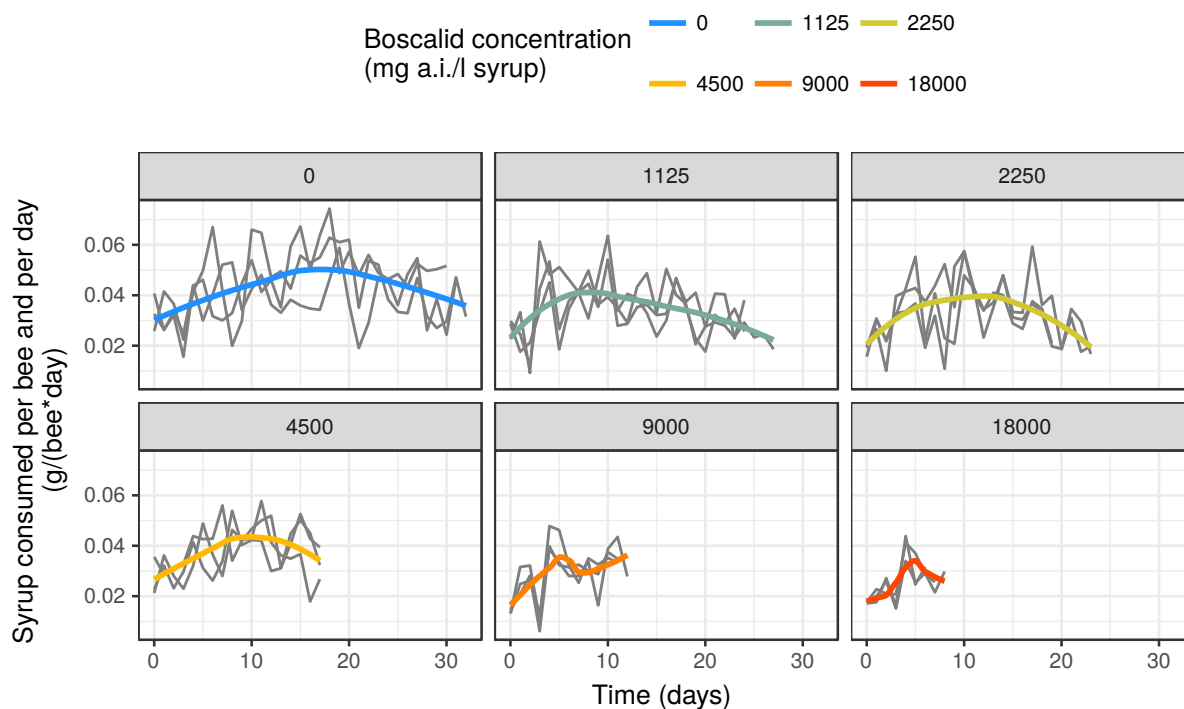 Boscalid concentration
(mg a.i./l syrup)
0 1125 2250
4500 9000 18000
0 1125 2250
0.06
0.04
0.02
4500 9000 18000
0.06
0.04
0.02
0 10 20 30 0 10 20 30 0 10 20 30
Time (days)
Syrup consumed per bee and per day
(g/(bee*day)